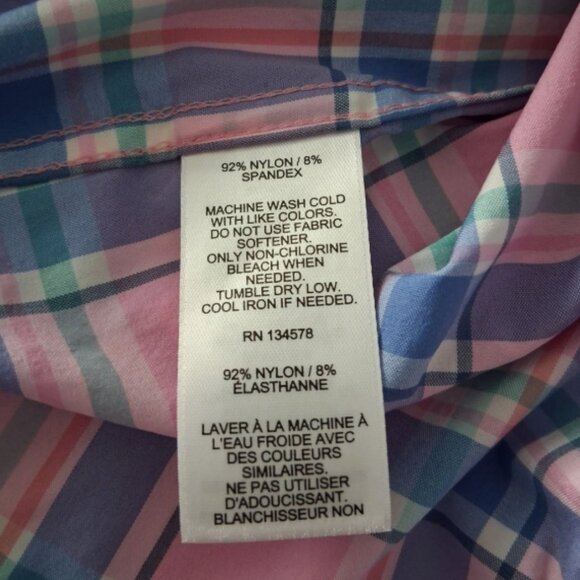 92% NYLON / 8%
SPANDEX
MACHINE WASH COLD
WITH LIKE COLORS.
DO NOT USE FABRIC
SOFTENER.
ONLY NON-CHLORINE
BLEACH WHEN
NEEDED.
TUMBLE DRY LOW.
COOL IRON IF NEEDED.
RN 134578
92% NYLON / 8%
ÉLASTHANNE
LAVER À LA MACHINE À
L'EAU FROIDE AVEC
DES COULEURS
SIMILAIRES.
NE PAS UTILISER
D'ADOUCISSANT.
BLANCHISSEUR NON